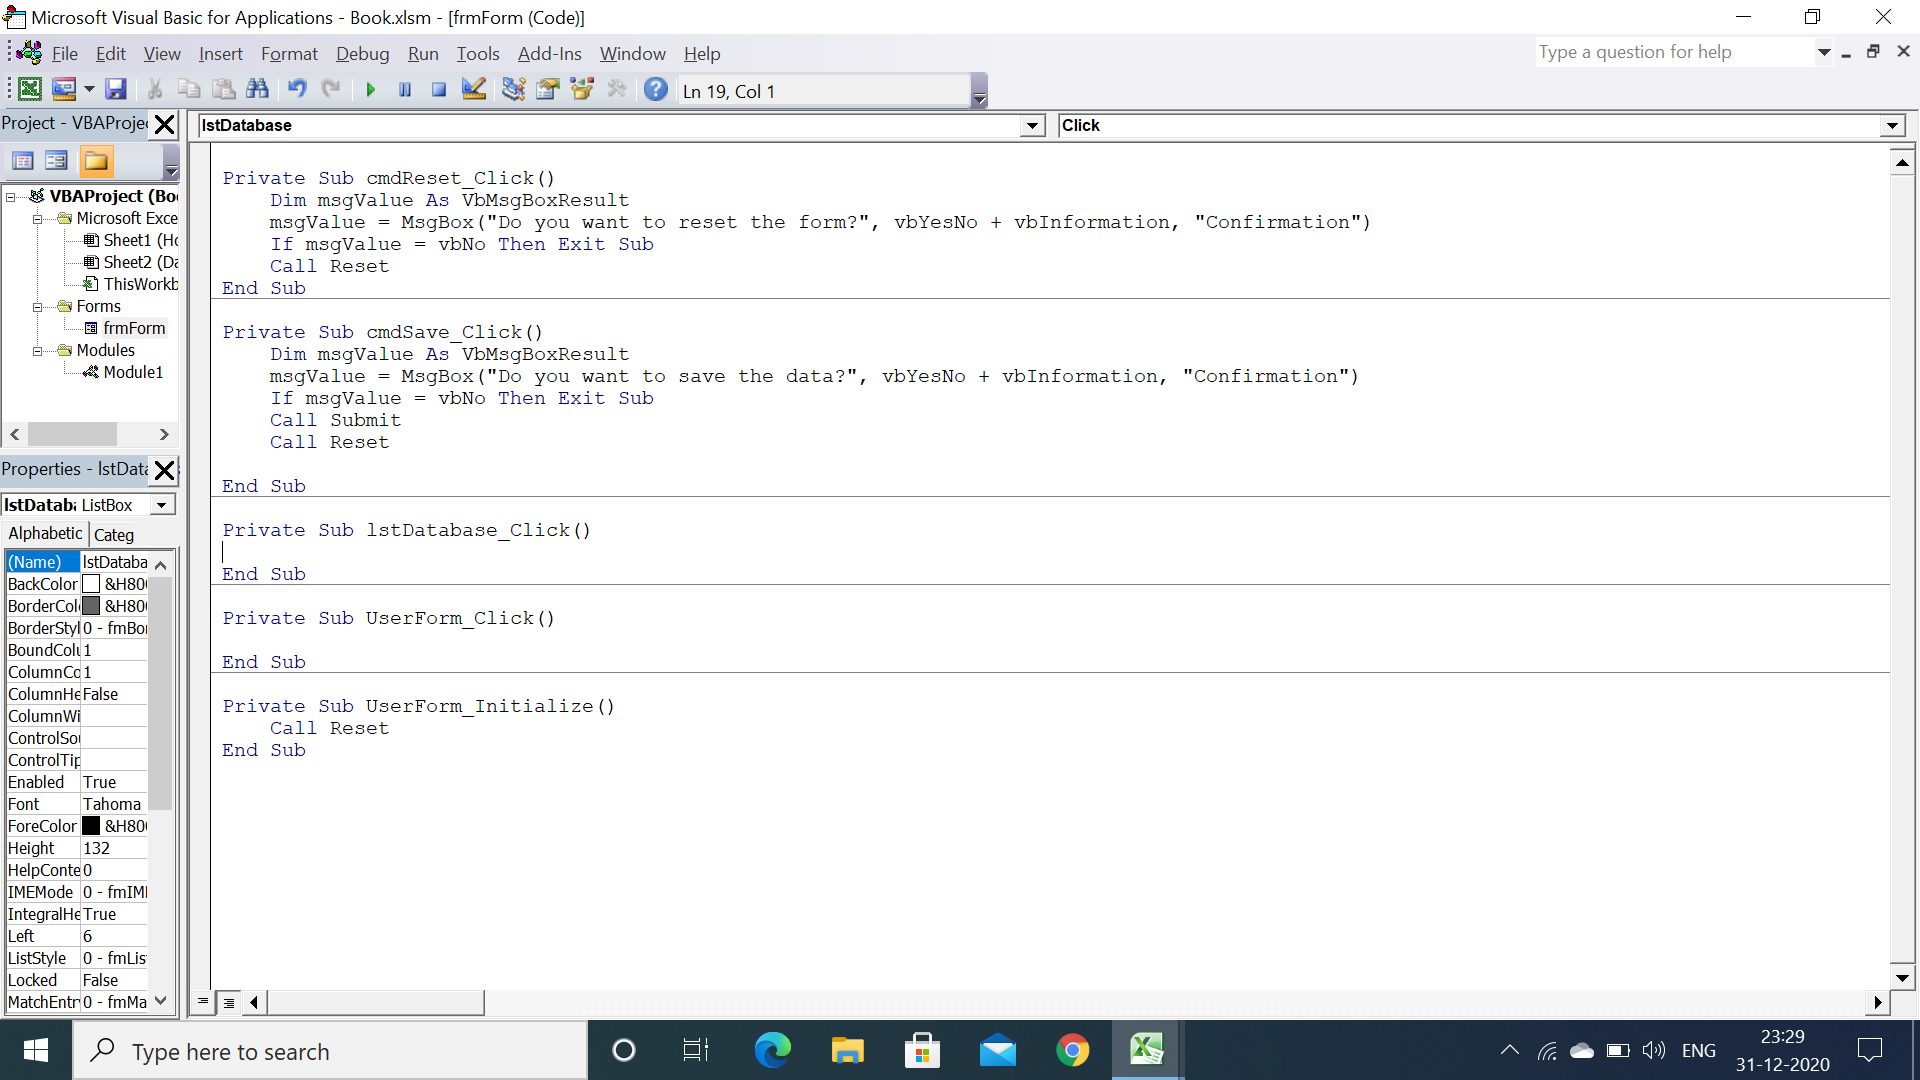 Microsoft Visual Basic for Applications - Book.xlsm - [frmForm (Code)]
File Edit View Insert Format Debug Run Tools Add-Ins Window Help
Type a question for help
Ln 19, Col 1
Project - VBAProje
lstDatabase
Click
VBAProject (Bo
Microsoft Exce
Sheet1 (Ho
Sheet2 (Da
ThisWorkb
Forms
frmForm
Modules
Module1
Private Sub cmdReset_Click()
Dim msgValue As VbMsgBoxResult
msgValue = MsgBox("Do you want to reset the form?", vbYesNo + vbInformation, "Confirmation")
If msgValue = vbNo Then Exit Sub
Call Reset
End Sub
Private Sub cmdSave_Click()
Dim msgValue As VbMsgBoxResult
msgValue = MsgBox("Do you want to save the data?", vbYesNo + vbInformation, "Confirmation")
If msgValue = vbNo Then Exit Sub
Call Submit
Call Reset
End Sub
Private Sub lstDatabase_Click()
End Sub
Private Sub UserForm_Click()
End Sub
Private Sub UserForm_Initialize()
Call Reset
End Sub
Properties - lstData
lstDatab ListBox
Alphabetic Categ
(Name) lstDataba
BackColor &H80
BorderCol &H80
BorderStyl 0 - fmBor
BoundColu 1
ColumnCo 1
ColumnHe False
ColumnWi
ControlSou
ControlTip
Enabled True
Font Tahoma
ForeColor &H80
Height 132
HelpConte 0
IMEMode 0 - fmIM
IntegralHe True
Left 6
ListStyle 0 - fmLis
Locked False
MatchEntr 0 - fmMa
Type here to search
ENG
23:29
31-12-2020